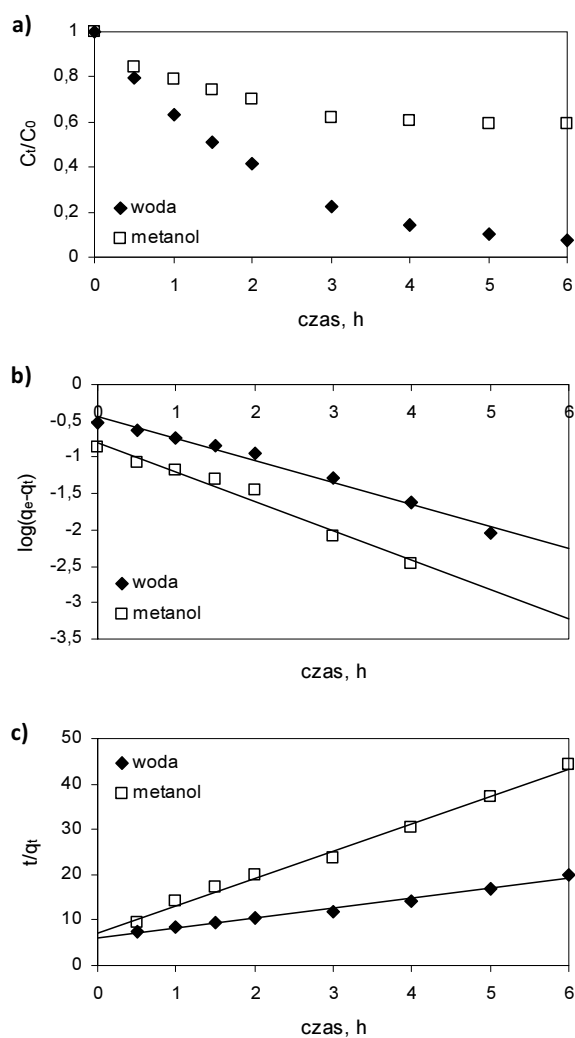 a)
1
0,8
0,6
0,4
0,2
0
Ct/C0
woda
metanol
0 1 2 3 4 5 6
czas, h
b)
0
-0,5
-1
-1,5
-2
-2,5
-3
-3,5
0 1 2 3 4 5 6
log(qe-qt)
woda
metanol
czas, h
c)
50
40
30
20
10
0
t/qt
woda
metanol
0 1 2 3 4 5 6
czas, h